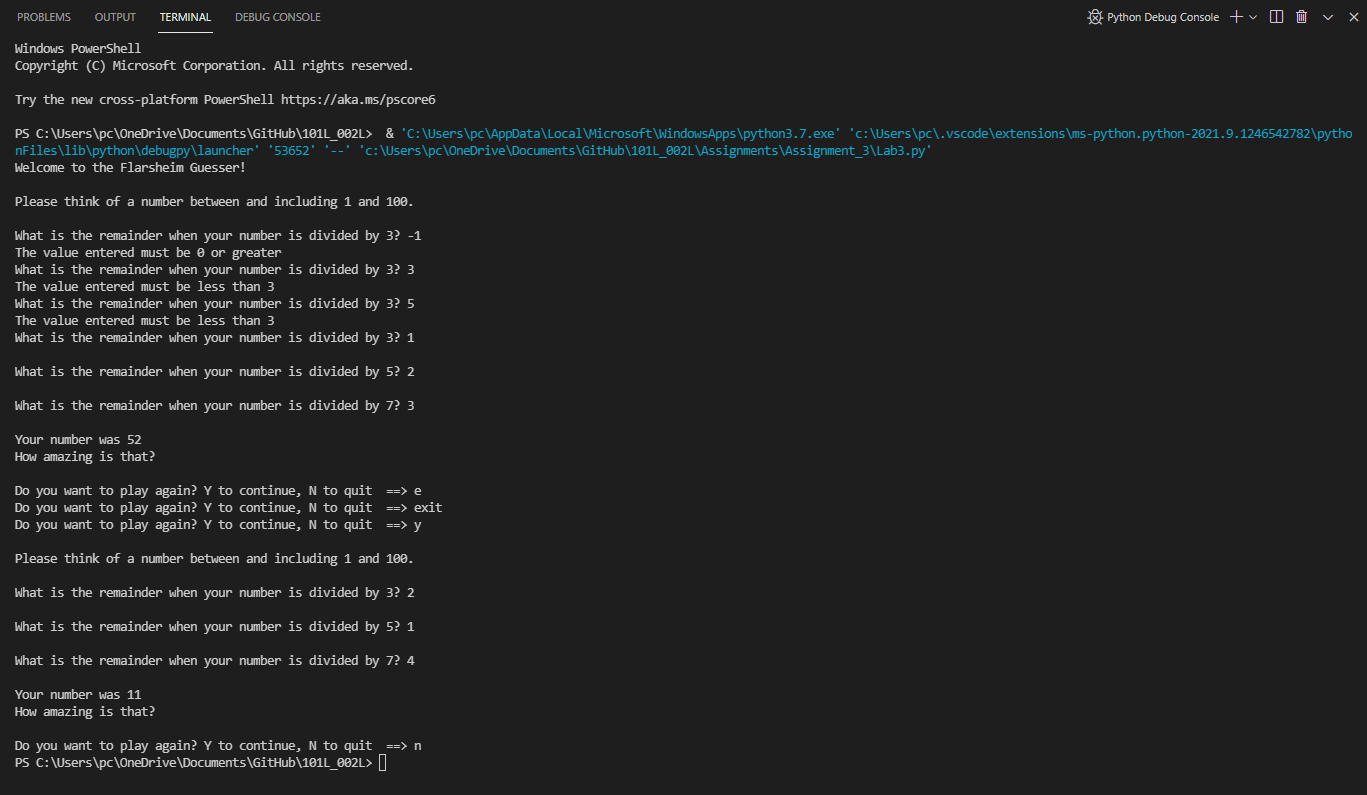 PROBLEMS OUTPUT TERMINAL DEBUG CONSOLE Python Debug Console
Windows PowerShell
Copyright (C) Microsoft Corporation. All rights reserved.
Try the new cross-platform PowerShell https://aka.ms/pscore6
PS C:\Users\pc\OneDrive\Documents\GitHub\101L_002L>  & 'C:\Users\pc\AppData\Local\Microsoft\WindowsApps\python3.7.exe' 'c:\Users\pc\.vscode\extensions\ms-python.python-2021.9.1246542782\pytho
nFiles\lib\python\debugpy\launcher' '53652' '--' 'c:\Users\pc\OneDrive\Documents\GitHub\101L_002L\Assignments\Assignment_3\Lab3.py'
Welcome to the Flarsheim Guesser!
Please think of a number between and including 1 and 100.
What is the remainder when your number is divided by 3? -1
The value entered must be 0 or greater
What is the remainder when your number is divided by 3? 3
The value entered must be less than 3
What is the remainder when your number is divided by 3? 5
The value entered must be less than 3
What is the remainder when your number is divided by 3? 1
What is the remainder when your number is divided by 5? 2
What is the remainder when your number is divided by 7? 3
Your number was 52
How amazing is that?
Do you want to play again? Y to continue, N to quit  ==> e
Do you want to play again? Y to continue, N to quit  ==> exit
Do you want to play again? Y to continue, N to quit  ==> y
Please think of a number between and including 1 and 100.
What is the remainder when your number is divided by 3? 2
What is the remainder when your number is divided by 5? 1
What is the remainder when your number is divided by 7? 4
Your number was 11
How amazing is that?
Do you want to play again? Y to continue, N to quit  ==> n
PS C:\Users\pc\OneDrive\Documents\GitHub\101L_002L>